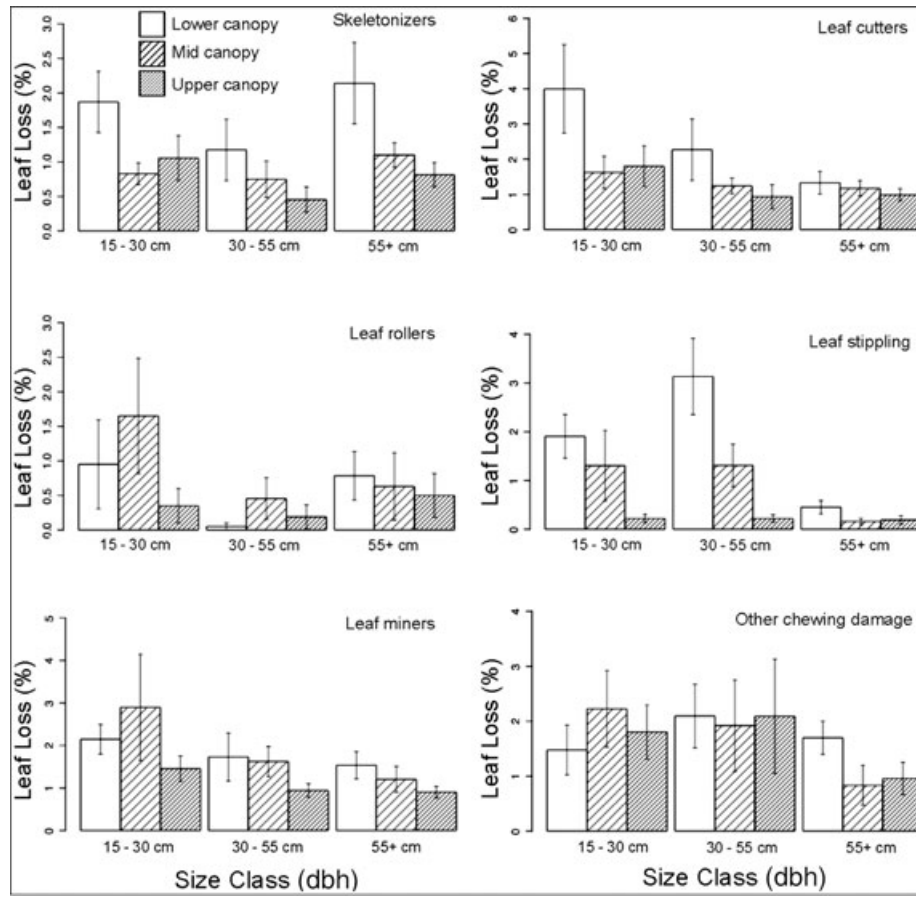 Skeletonizers
Lower canopy
Mid canopy
Upper canopy
Leaf Loss (%)
3.0
2.5
2.0
1.5
1.0
0.5
0.0
15 - 30 cm 30 - 55 cm 55+ cm
Leaf cutters
Leaf Loss (%)
6
5
4
3
2
1
0
15 - 30 cm 30 - 55 cm 55+ cm
Leaf rollers
Leaf Loss (%)
3.0
2.5
2.0
1.5
1.0
0.5
0.0
15 - 30 cm 30 - 55 cm 55+ cm
Leaf stippling
Leaf Loss (%)
4
3
2
1
0
15 - 30 cm 30 - 55 cm 55+ cm
Leaf miners
Leaf Loss (%)
5
4
3
2
1
0
15 - 30 cm 30 - 55 cm 55+ cm
Size Class (dbh)
Other chewing damage
Leaf Loss (%)
4
3
2
1
0
15 - 30 cm 30 - 55 cm 55+ cm
Size Class (dbh)